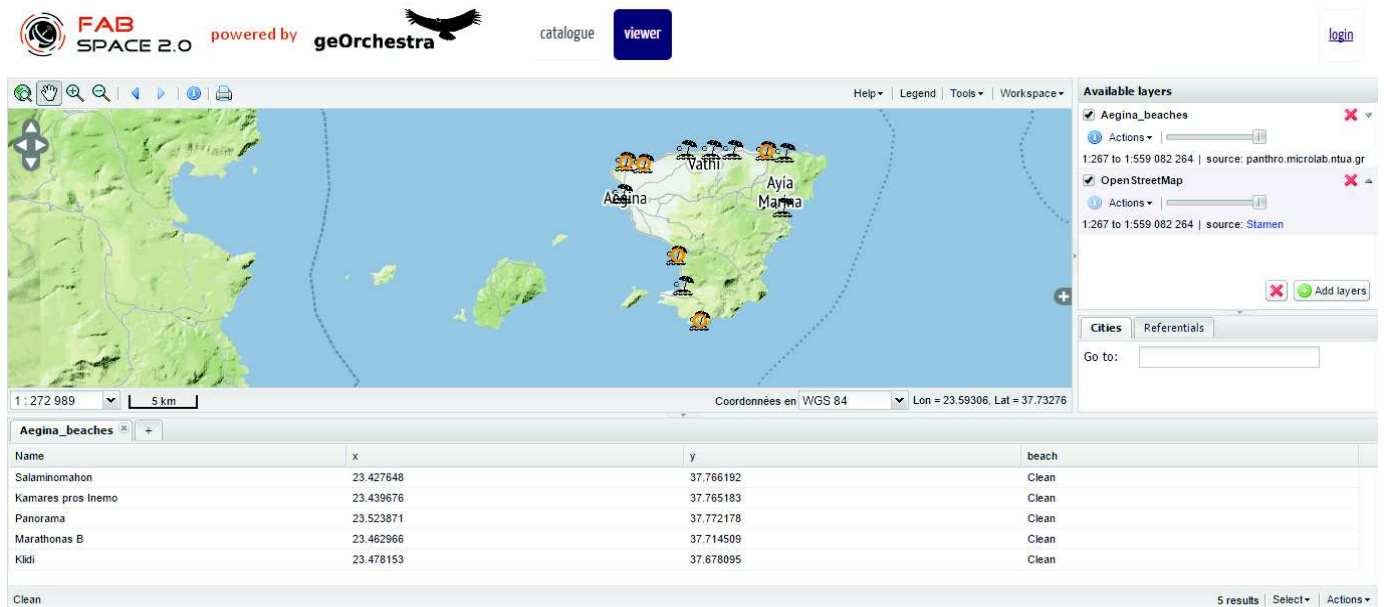 FAB SPACE 2.0 powered by geOrchestra catalogue viewer login
Help Legend Tools Workspace Available layers
Aegina_beaches
Actions
1:267 to 1:559 082 264 | source: panthro.microlab.ntua.gr
OpenStreetMap
Actions
1:267 to 1:559 082 264 | source: Stamen
Add layers
Cities Referentials
Go to:
Vathi
Aegina
Ayia
Marina
1 : 272 989 5 km Coordonnées en WGS 84 Lon = 23.59306, Lat = 37.73276
Aegina_beaches +
Name x y beach
Salaminomahon 23.427648 37.766192 Clean
Kamares pros Inemo 23.439676 37.765183 Clean
Panorama 23.523871 37.772178 Clean
Marathonas B 23.462966 37.714509 Clean
Klidi 23.478153 37.678095 Clean
Clean 5 results Select Actions